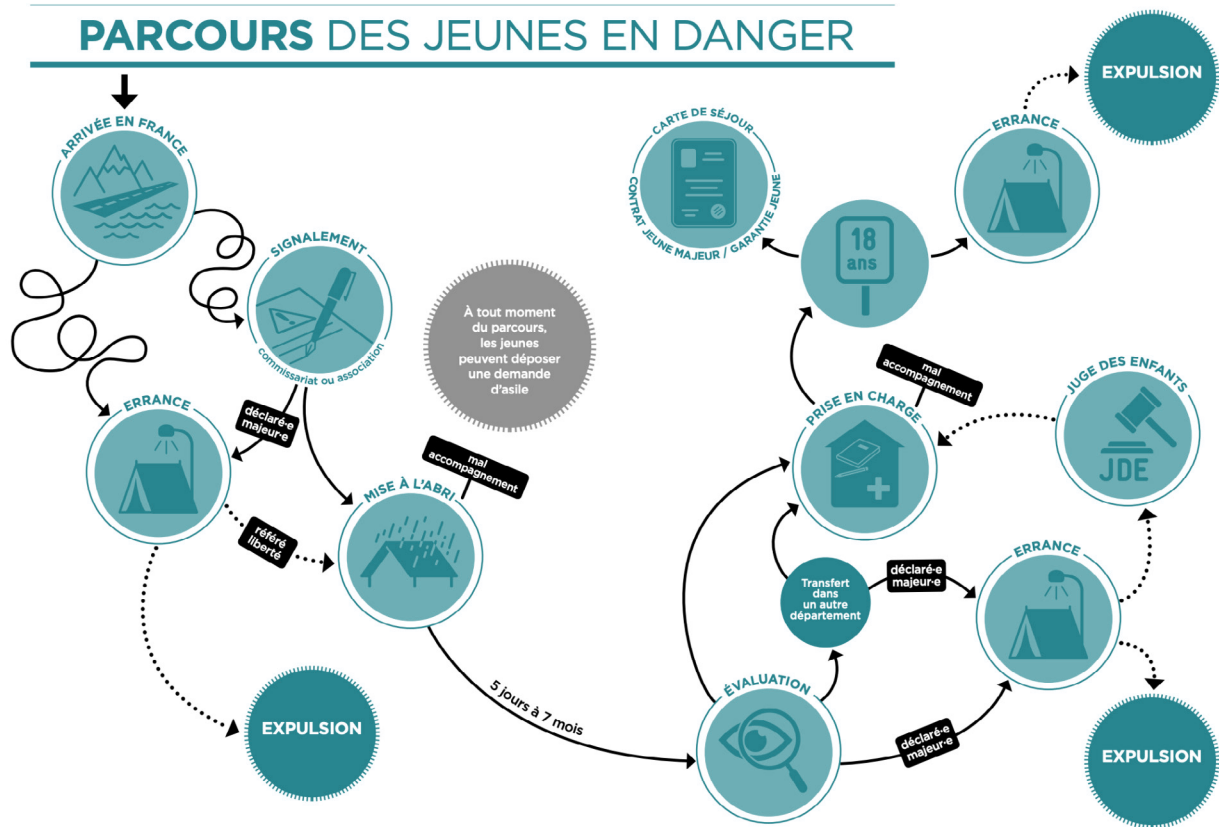 PARCOURS DES JEUNES EN DANGER
ARRIVÉE EN FRANCE
SIGNALEMENT
commissariat ou association
déclaré·e
majeur·e
ERRANCE
référé
liberté
EXPULSION
À tout moment
du parcours,
les jeunes
peuvent déposer
une demande
d'asile
mal
accompagnement
MISE À L'ABRI
5 jours à 7 mois
ÉVALUATION
déclaré·e
majeur·e
Transfert
dans
un autre
département
déclaré·e
majeur·e
ERRANCE
EXPULSION
JUGE DES ENFANTS
JDE
mal
accompagnement
PRISE EN CHARGE
18
ans
CARTE DE SÉJOUR
CONTRAT JEUNE MAJEUR / GARANTIE JEUNE
ERRANCE
EXPULSION